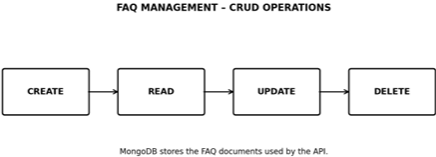 FAQ MANAGEMENT – CRUD OPERATIONS
CREATE
READ
UPDATE
DELETE
MongoDB stores the FAQ documents used by the API.